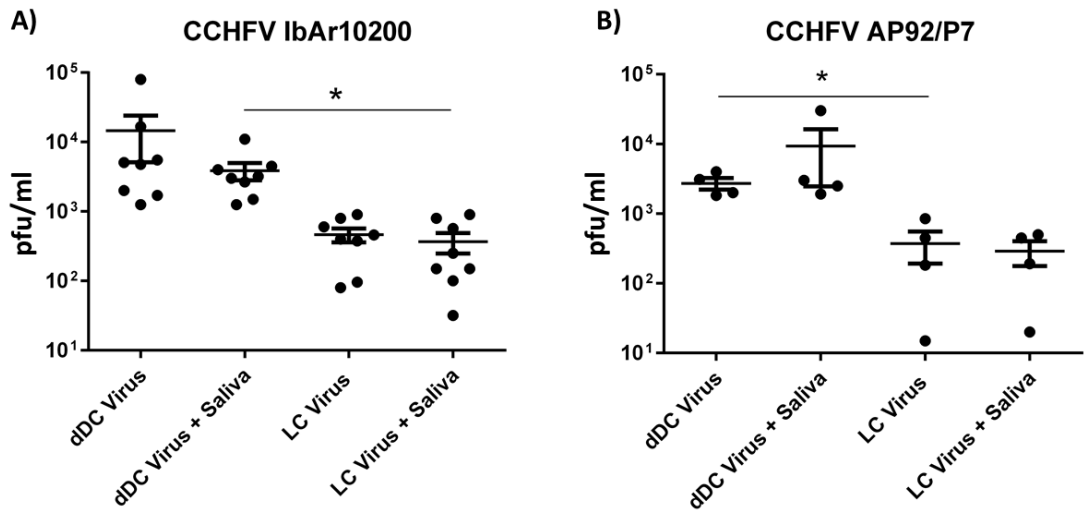 A)
CCHFV IbAr10200
pfu/ml
10⁵
10⁴
10³
10²
10¹
*
dDC Virus
dDC Virus + Saliva
LC Virus
LC Virus + Saliva
B)
CCHFV AP92/P7
pfu/ml
10⁵
10⁴
10³
10²
10¹
*
dDC Virus
dDC Virus + Saliva
LC Virus
LC Virus + Saliva